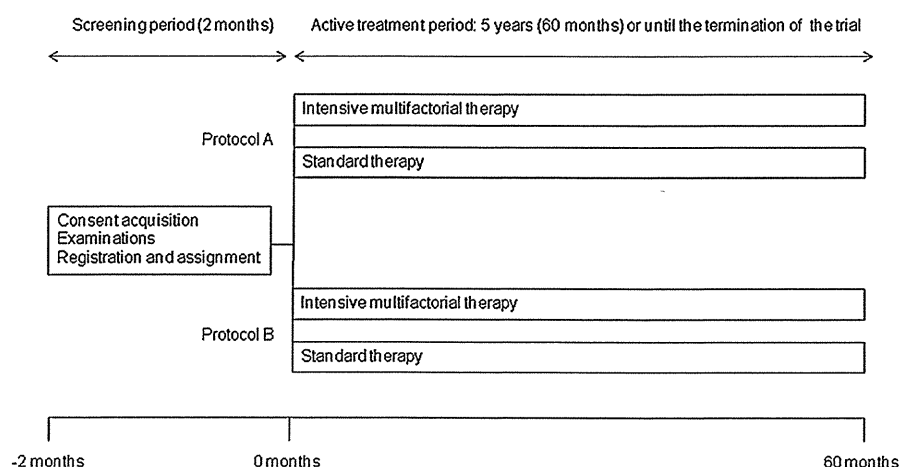 Screening period (2 months)
Active treatment period: 5 years (60 months) or until the termination of the trial
Intensive multifactorial therapy
Protocol A
Standard therapy
Consent acquisition
Examinations
Registration and assignment
Intensive multifactorial therapy
Protocol B
Standard therapy
-2 months
0 months
60 months